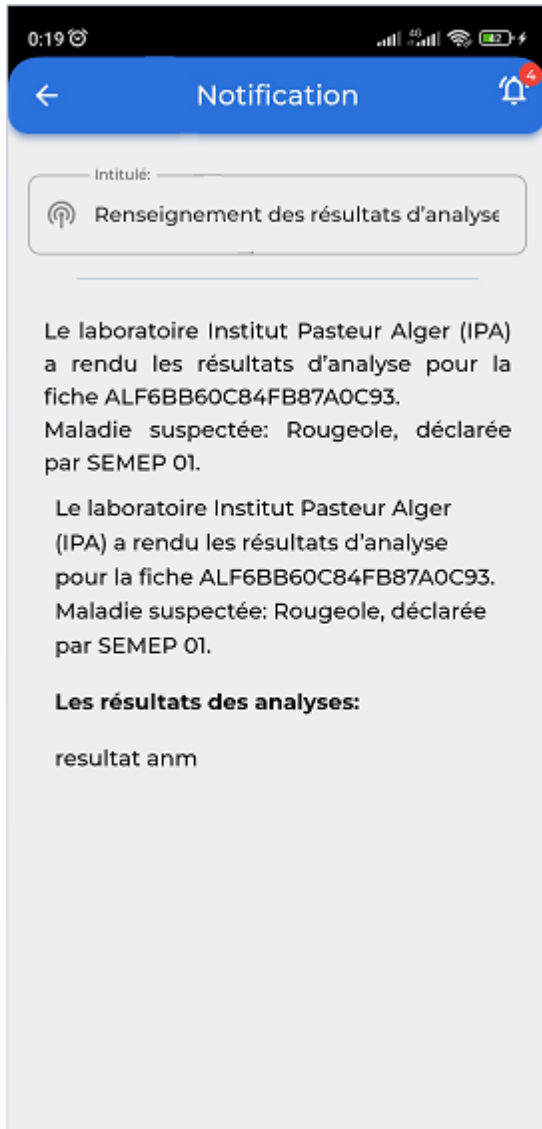 0:19
42
Notification
4
Intitulé:
Renseignement des résultats d'analyse
Le laboratoire Institut Pasteur Alger (IPA)
a rendu les résultats d'analyse pour la
fiche ALF6BB60C84FB87A0C93.
Maladie suspectée: Rougeole, déclarée
par SEMEP 01.
Le laboratoire Institut Pasteur Alger
(IPA) a rendu les résultats d'analyse
pour la fiche ALF6BB60C84FB87A0C93.
Maladie suspectée: Rougeole, déclarée
par SEMEP 01.
Les résultats des analyses:
resultat anm